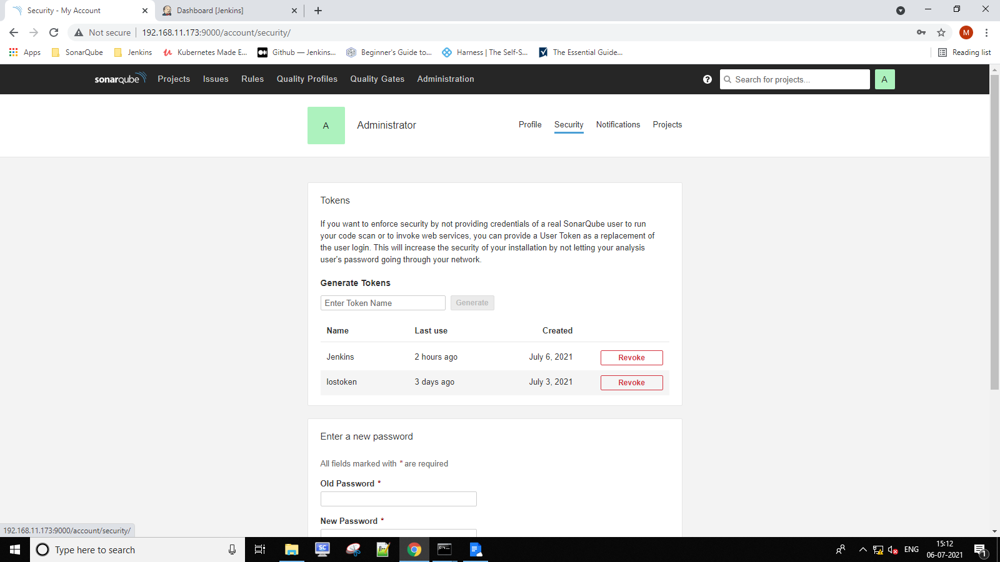 Security - My Account
Dashboard [Jenkins]
Not secure
192.168.11.173:9000/account/security/
M
Apps
SonarQube
Jenkins
Kubernetes Made E...
Github — Jenkins...
Beginner's Guide to...
Harness | The Self-S...
The Essential Guide...
Reading list
sonarqube
Projects
Issues
Rules
Quality Profiles
Quality Gates
Administration
?
Search for projects...
A
A
Administrator
Profile
Security
Notifications
Projects
Tokens
If you want to enforce security by not providing credentials of a real SonarQube user to run
your code scan or to invoke web services, you can provide a User Token as a replacement of
the user login. This will increase the security of your installation by not letting your analysis
user's password going through your network.
Generate Tokens
Enter Token Name
Generate
Name Last use Created
Jenkins 2 hours ago July 6, 2021 Revoke
lostoken 3 days ago July 3, 2021 Revoke
Enter a new password
All fields marked with * are required
Old Password *
New Password *
192.168.11.173:9000/account/security/
Type here to search
SC
ENG
15:12
06-07-2021
1